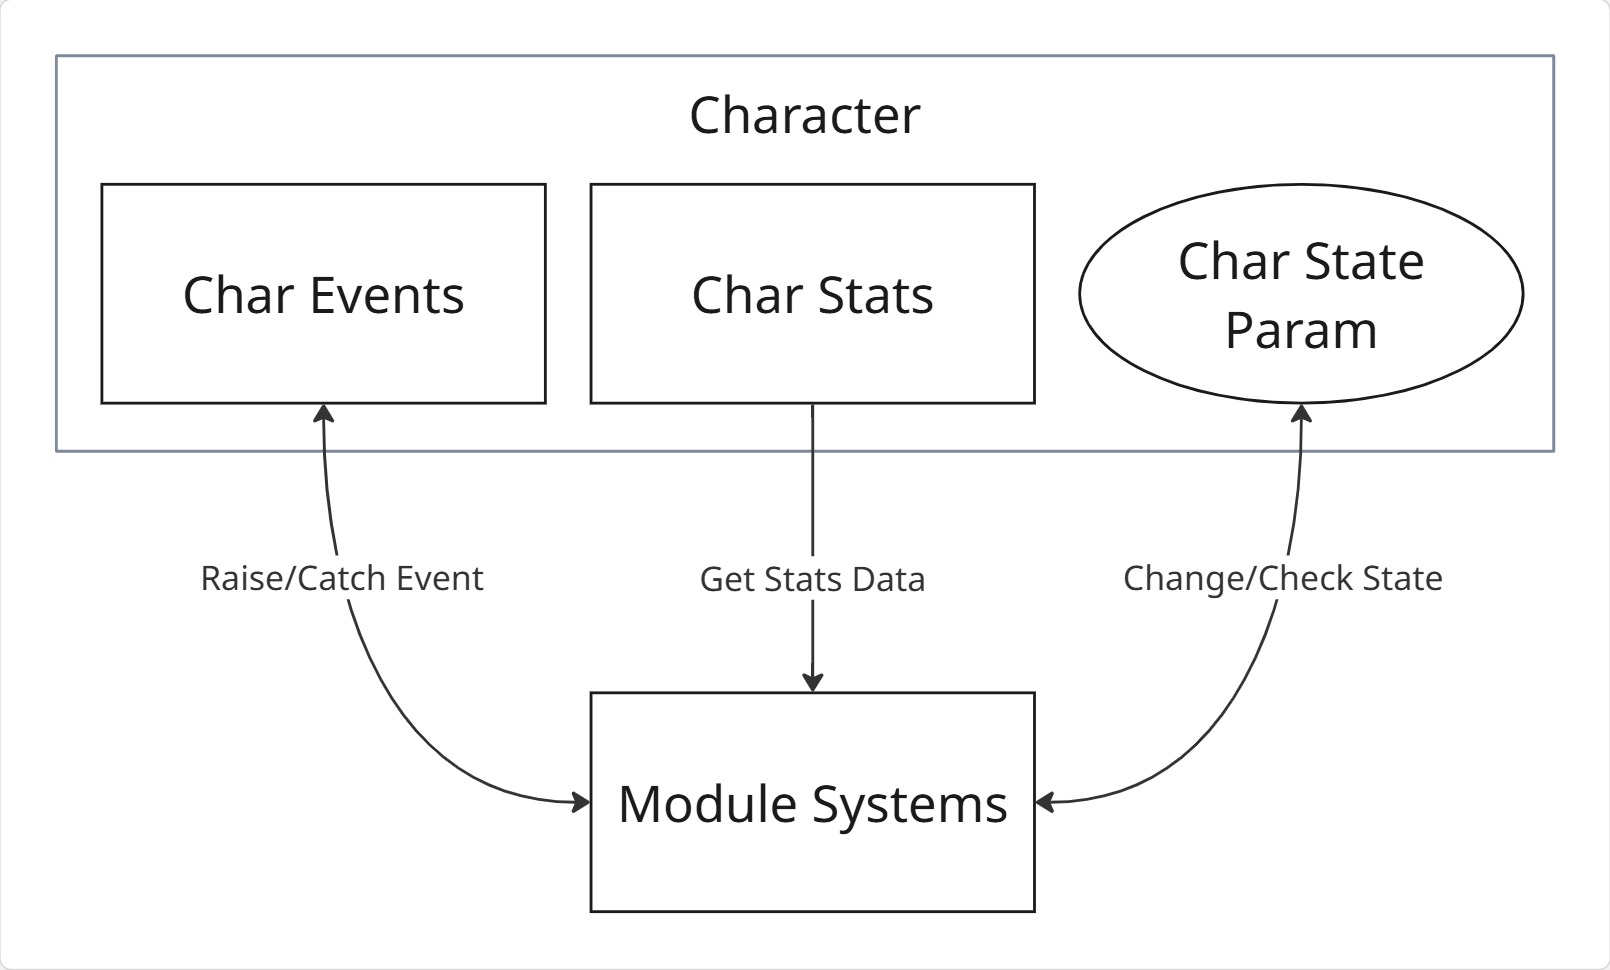 Character
Char Events
Char Stats
Char State
Param
Raise/Catch Event
Get Stats Data
Change/Check State
Module Systems